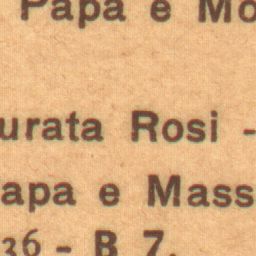 Papa e Mo
urata Rosi -
apa e Mass
36 - B 7.